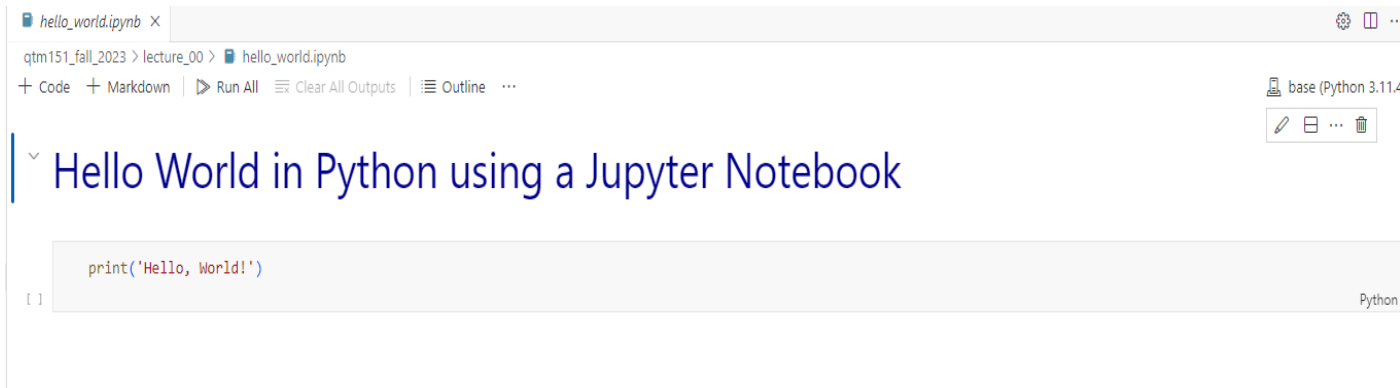 hello_world.ipynb
qtm151_fall_2023 > lecture_00 > hello_world.ipynb
+ Code + Markdown Run All Clear All Outputs Outline ...
base (Python 3.11.4
Hello World in Python using a Jupyter Notebook
print('Hello, World!')
[ ]
Python